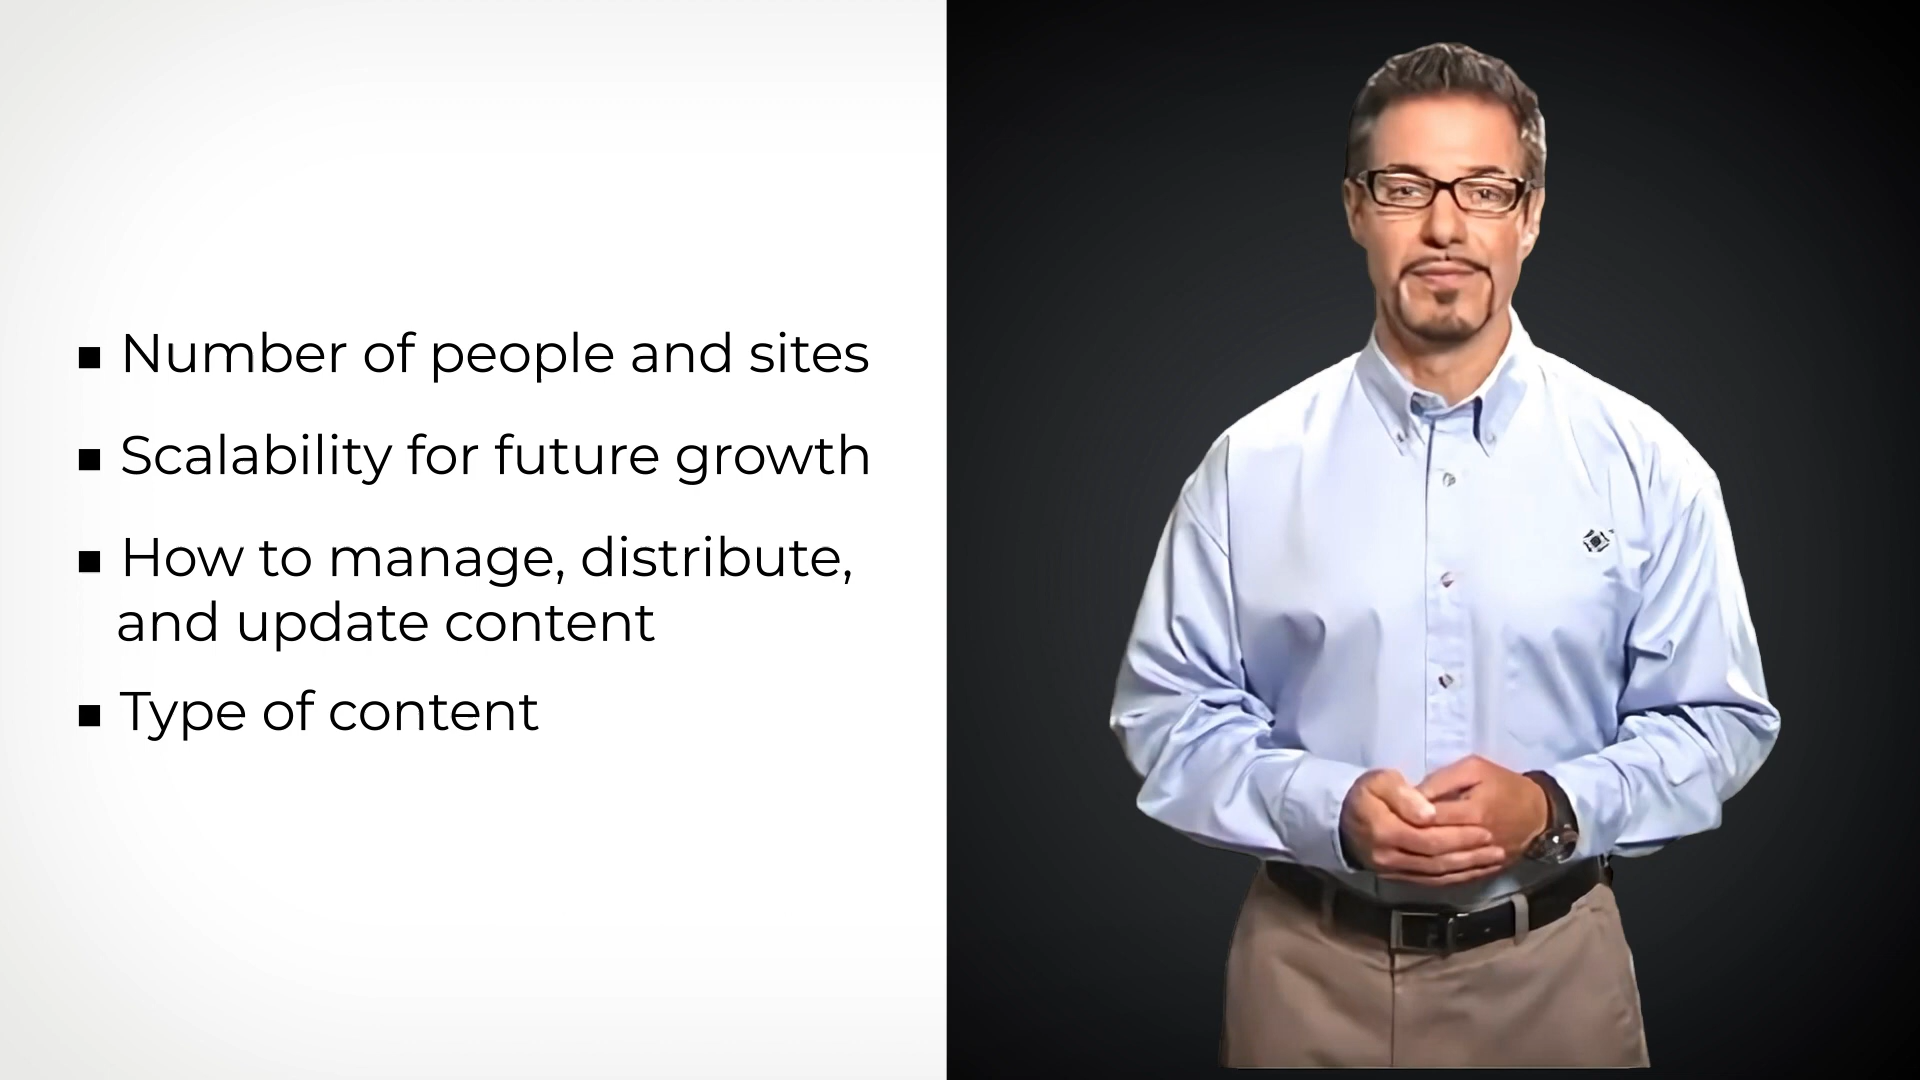 ▪ Number of people and sites
▪ Scalability for future growth
▪ How to manage, distribute,
and update content
▪ Type of content